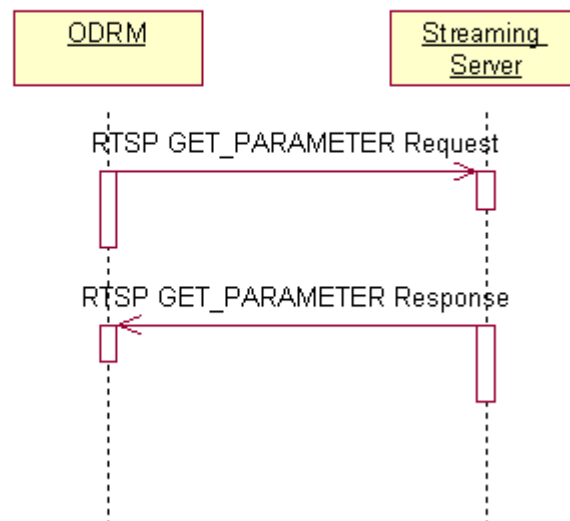 ODRM
Streaming
Server
RTSP GET_PARAMETER Request
RTSP GET_PARAMETER Response